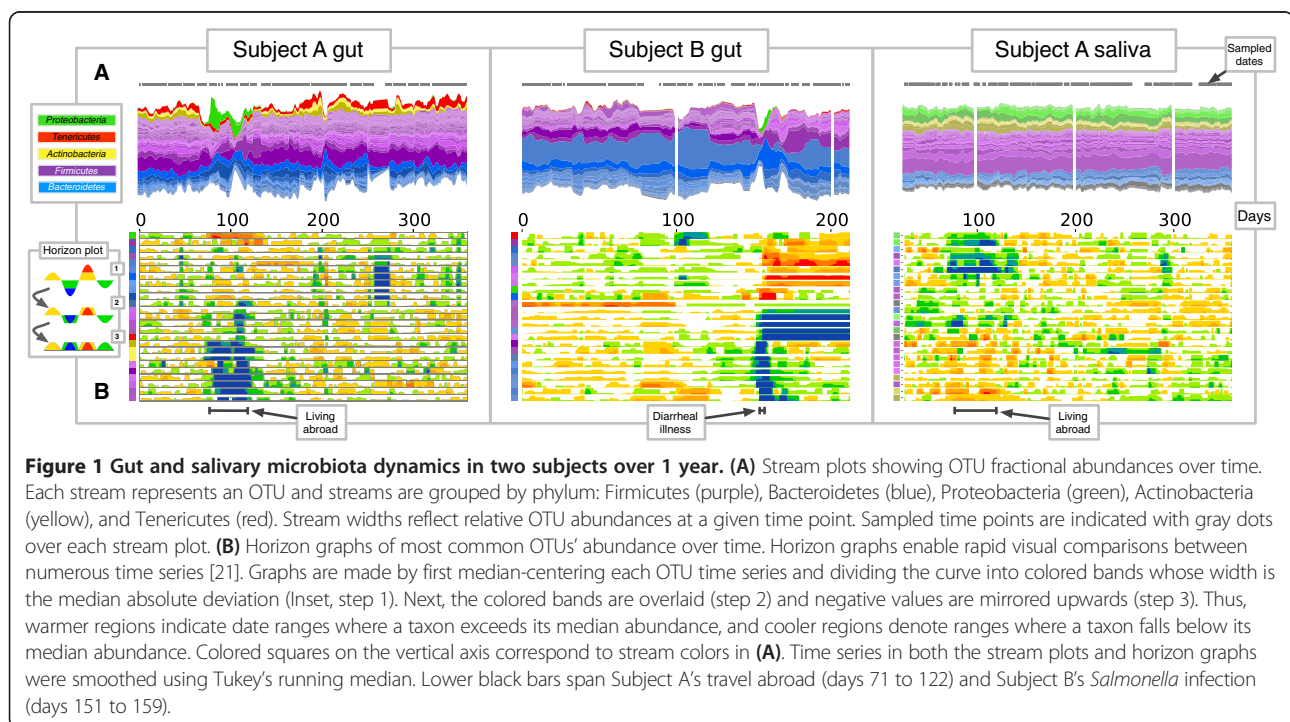 Subject A gut
Subject B gut
Subject A saliva
A
Sampled
dates
Proteobacteria
Tenericutes
Actinobacteria
Firmicutes
Bacteroidetes
0 100 200 300
0 100 200
100 200 300
Days
Horizon plot
1
2
3
B
Living
abroad
Diarrheal
illness
Living
abroad
Figure 1 Gut and salivary microbiota dynamics in two subjects over 1 year. (A) Stream plots showing OTU fractional abundances over time.
Each stream represents an OTU and streams are grouped by phylum: Firmicutes (purple), Bacteroidetes (blue), Proteobacteria (green), Actinobacteria
(yellow), and Tenericutes (red). Stream widths reflect relative OTU abundances at a given time point. Sampled time points are indicated with gray dots
over each stream plot. (B) Horizon graphs of most common OTUs' abundance over time. Horizon graphs enable rapid visual comparisons between
numerous time series [21]. Graphs are made by first median-centering each OTU time series and dividing the curve into colored bands whose width is
the median absolute deviation (Inset, step 1). Next, the colored bands are overlaid (step 2) and negative values are mirrored upwards (step 3). Thus,
warmer regions indicate date ranges where a taxon exceeds its median abundance, and cooler regions denote ranges where a taxon falls below its
median abundance. Colored squares on the vertical axis correspond to stream colors in (A). Time series in both the stream plots and horizon graphs
were smoothed using Tukey's running median. Lower black bars span Subject A's travel abroad (days 71 to 122) and Subject B's Salmonella infection
(days 151 to 159).